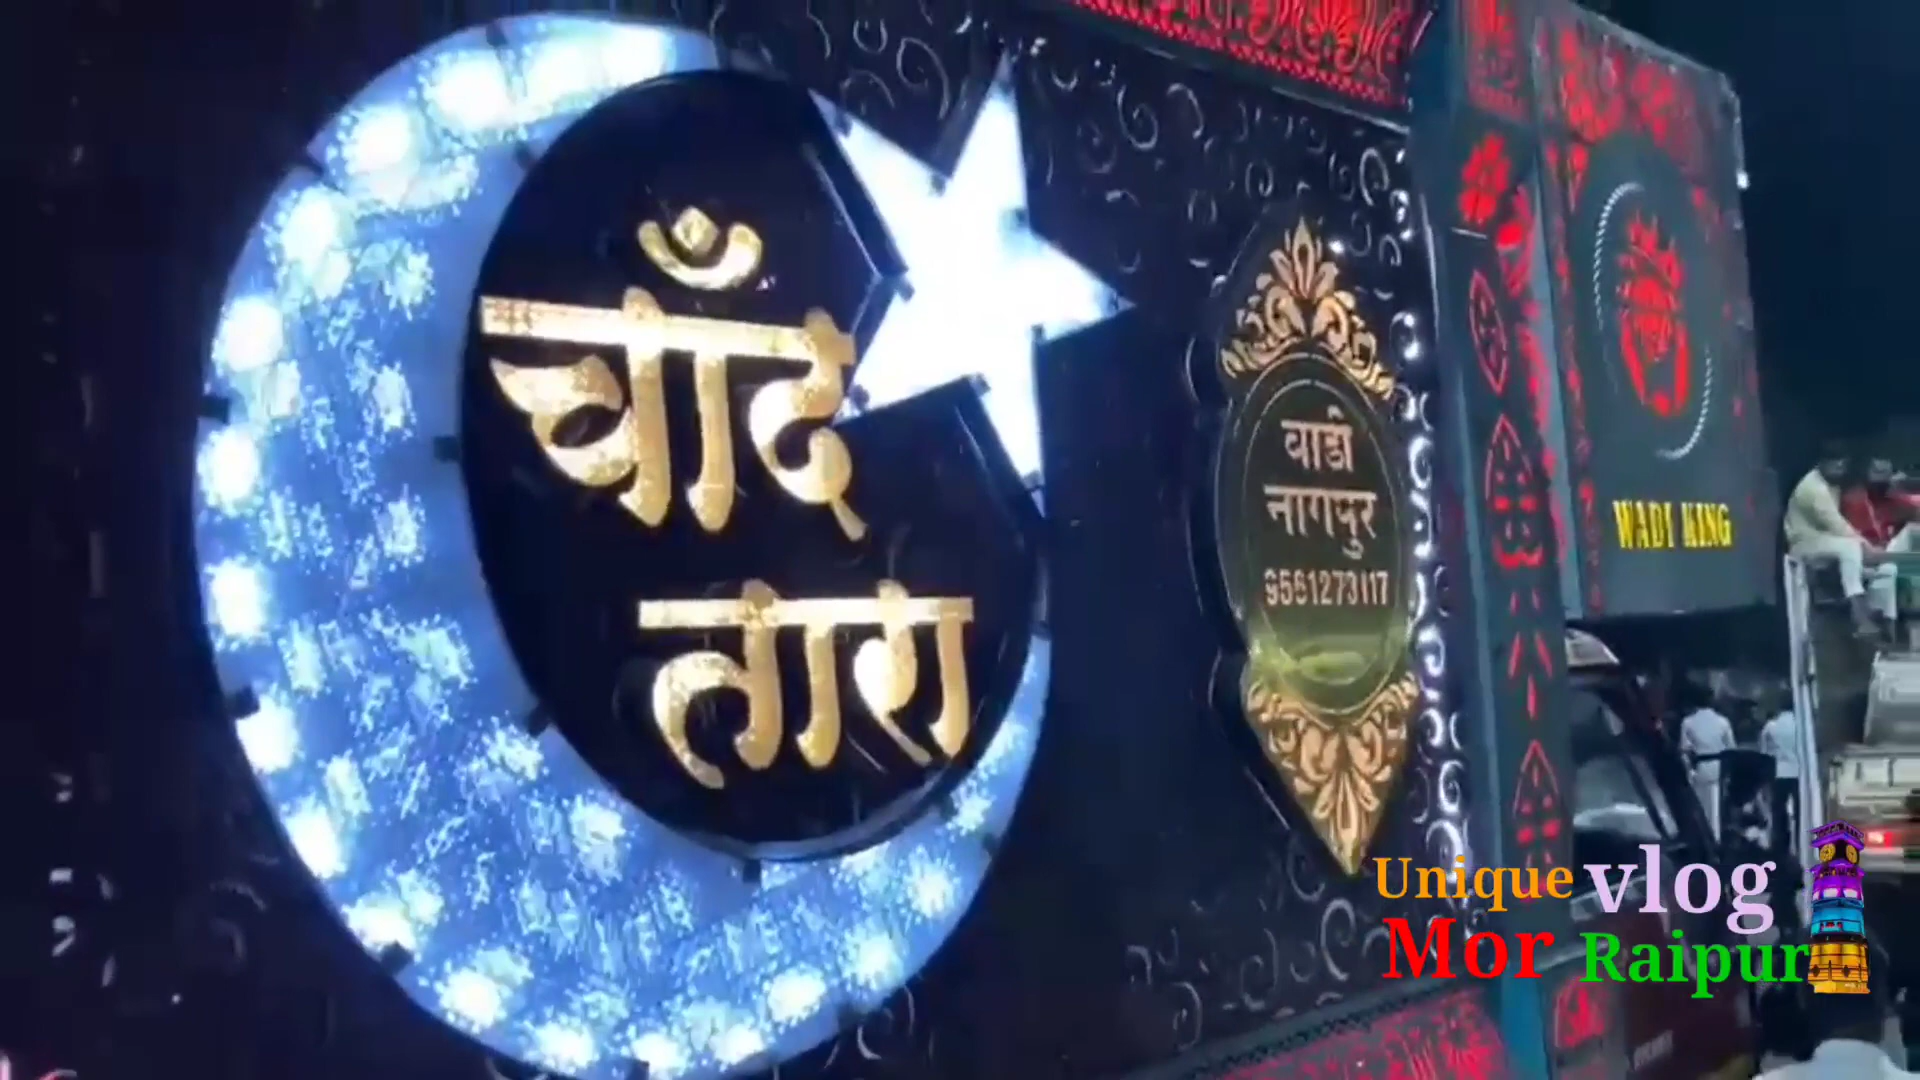 चाँद
तारा
वाडी
नागपुर
9561273117
WADI KING
Unique vlog
Mor Raipur